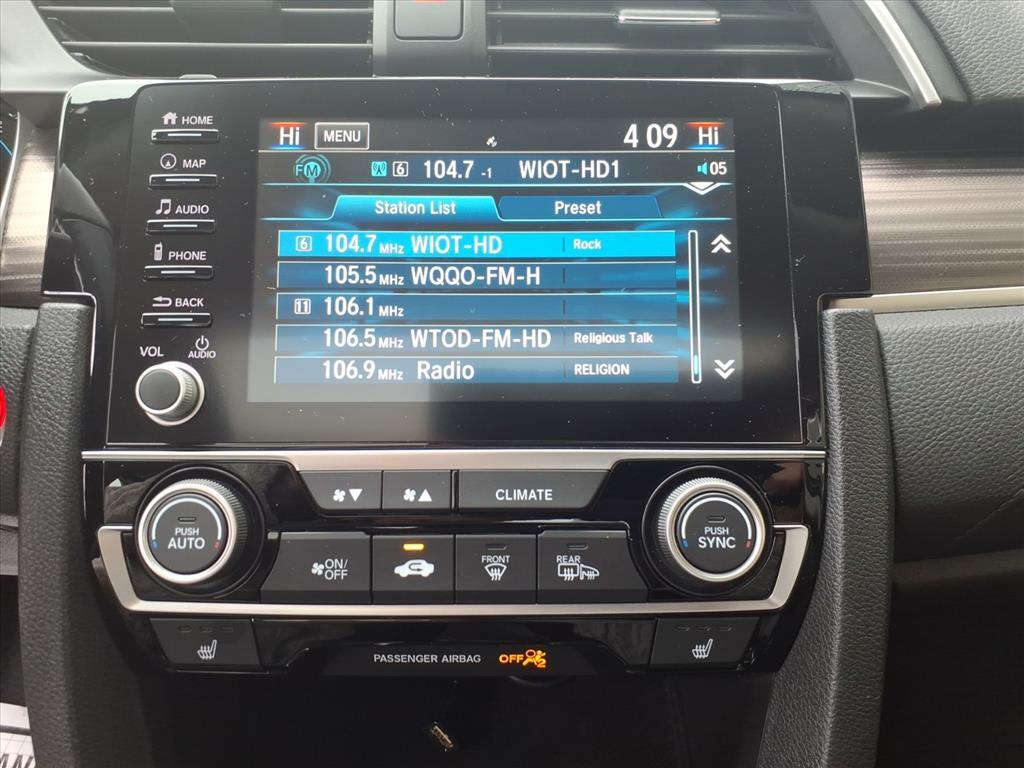 HOME
MAP
AUDIO
PHONE
BACK
VOL
AUDIO
Hi MENU 4 09 Hi
FM 6 104.7 -1 WIOT-HD1 05
Station List Preset
6 104.7 MHz WIOT-HD Rock
105.5 MHz WQQO-FM-H
11 106.1 MHz
106.5 MHz WTOD-FM-HD Religious Talk
106.9 MHz Radio RELIGION
CLIMATE
PUSH
AUTO
ON/
OFF
FRONT
REAR
PUSH
SYNC
PASSENGER AIRBAG OFF